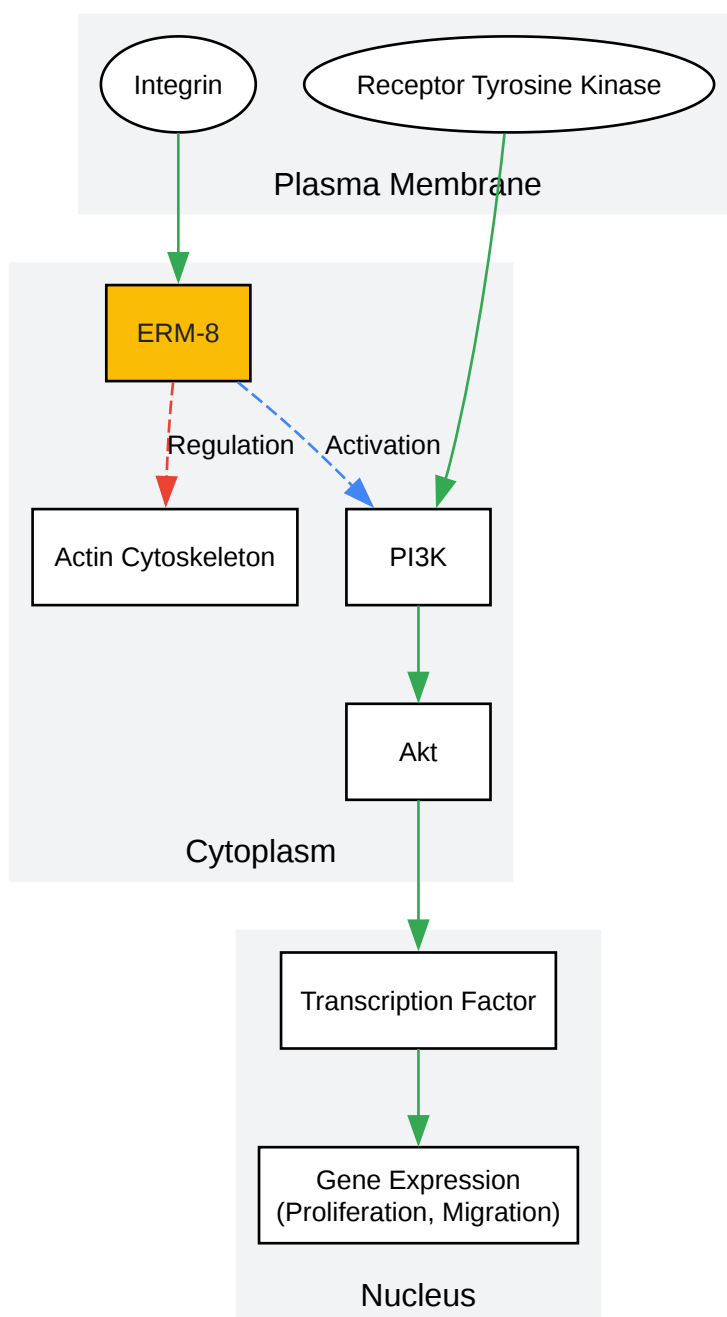 Integrin
Receptor Tyrosine Kinase
Plasma Membrane
ERM-8
Regulation
Activation
Actin Cytoskeleton
PI3K
Akt
Cytoplasm
Transcription Factor
Gene Expression
(Proliferation, Migration)
Nucleus